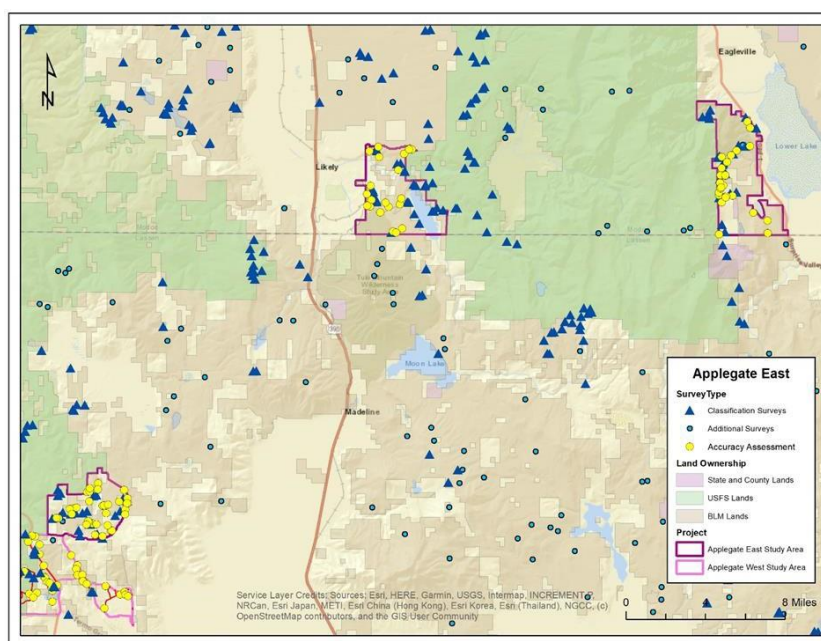 Eagleville
N
Likely
Lower Lake
395
Moon Lake
Madeline
Applegate East
SurveyType
Classification Surveys
Additional Surveys
Accuracy Assessment
Land Ownership
State and County Lands
USFS Lands
BLM Lands
Project
Applegate East Study Area
Applegate West Study Area
0 4 8 Miles
Service Layer Credits: Sources: Esri, HERE, Garmin, USGS, Intermap, INCREMENT P,
NRCan, Esri Japan, METI, Esri China (Hong Kong), Esri Korea, Esri (Thailand), NGCC, (c)
OpenStreetMap contributors, and the GIS User Community